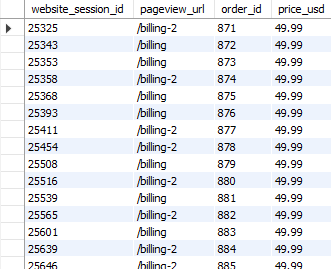 website_session_id pageview_url order_id price_usd
25325 /billing-2 871 49.99
25343 /billing 872 49.99
25353 /billing 873 49.99
25358 /billing-2 874 49.99
25368 /billing 875 49.99
25393 /billing 876 49.99
25411 /billing-2 877 49.99
25454 /billing-2 878 49.99
25508 /billing 879 49.99
25516 /billing-2 880 49.99
25539 /billing 881 49.99
25565 /billing-2 882 49.99
25601 /billing 883 49.99
25639 /billing-2 884 49.99
25646 /billing-2 885 49.99